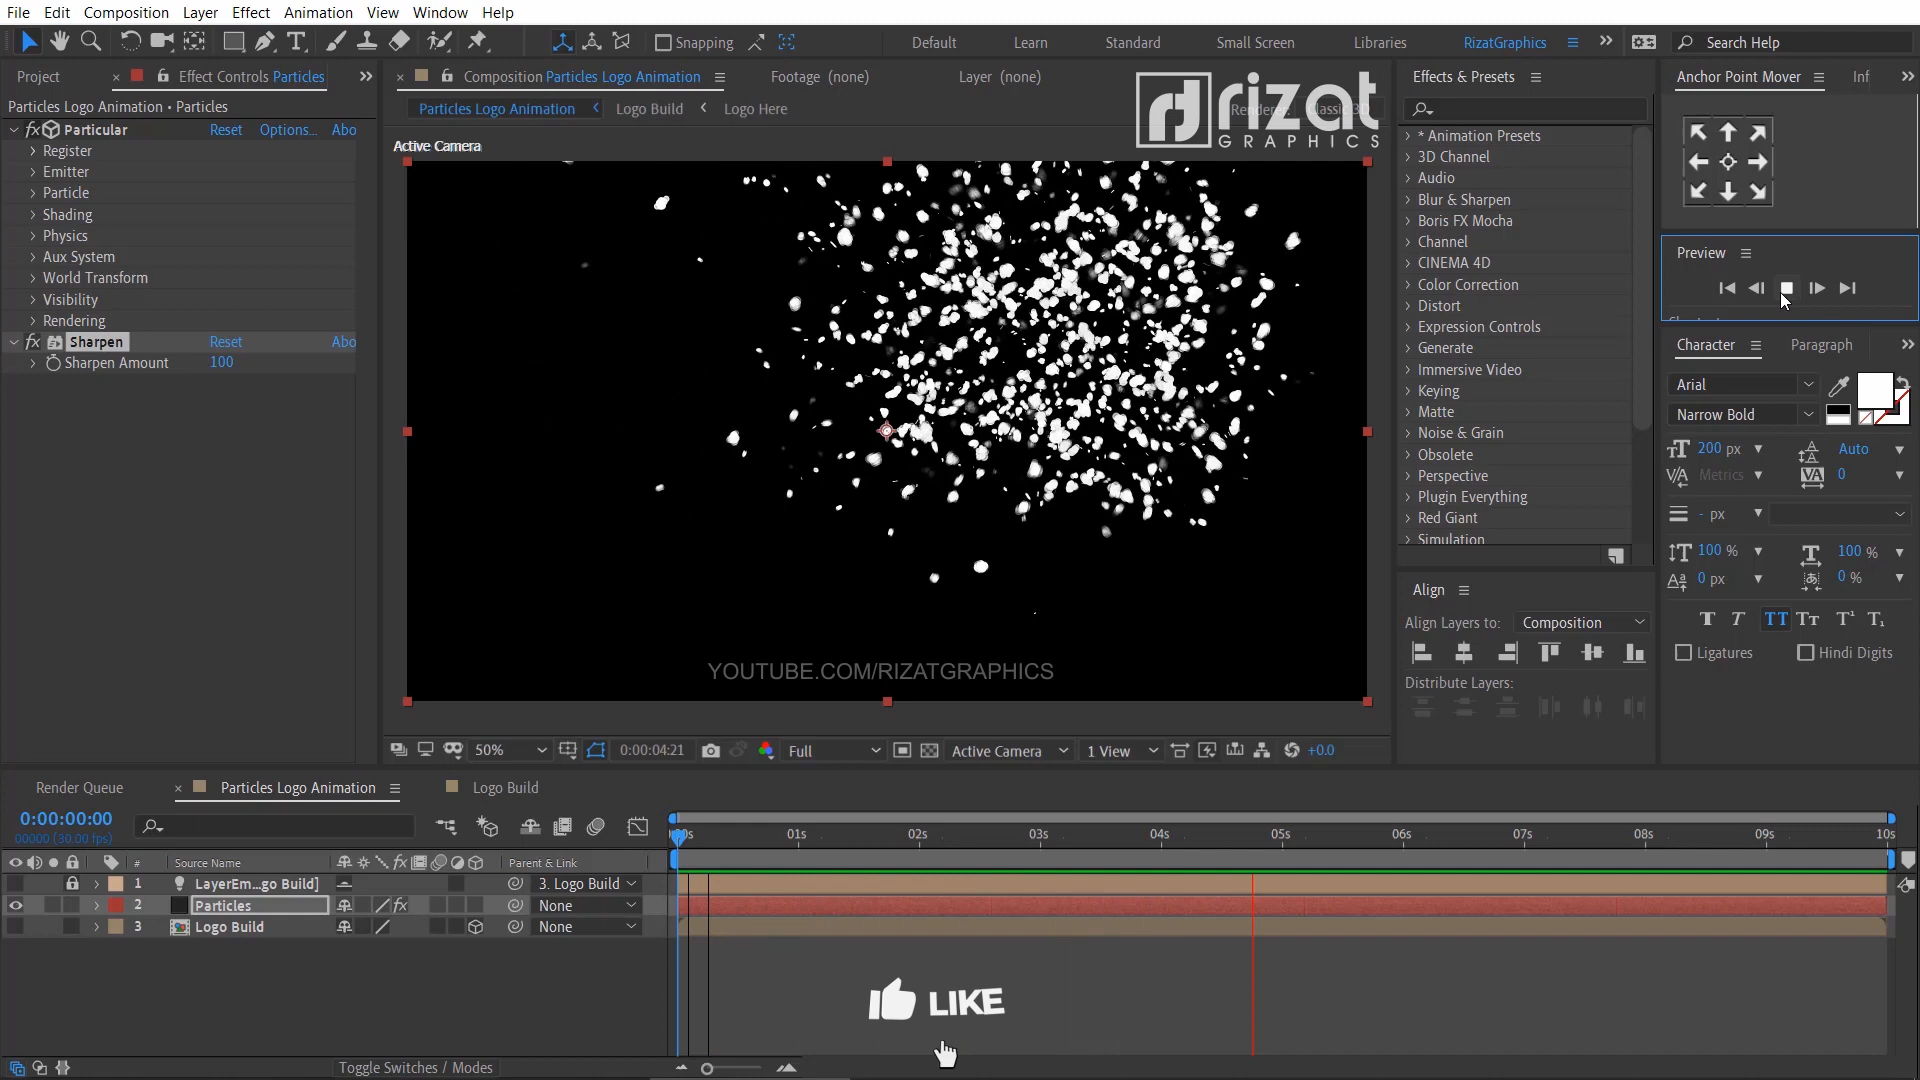 File Edit Composition Layer Effect Animation View Window Help
Snapping
Default Learn Standard Small Screen Libraries RizatGraphics
Search Help
Project
Effect Controls Particles
Composition Particles Logo Animation
Footage (none)
Layer (none)
Effects & Presets
Anchor Point Mover
Inf
rizat
GRAPHICS
Particles Logo Animation • Particles
Particles Logo Animation
Logo Build
Logo Here
Active Camera
Particular Reset Options... Abo
Register
Emitter
Particle
Shading
Physics
Aux System
World Transform
Visibility
Rendering
Sharpen Reset Abo
Sharpen Amount 100
YOUTUBE.COM/RIZATGRAPHICS
50% 0:00:04:21 Full Active Camera 1 View +0.0
* Animation Presets
3D Channel
Audio
Blur & Sharpen
Boris FX Mocha
Channel
CINEMA 4D
Color Correction
Distort
Expression Controls
Generate
Immersive Video
Keying
Matte
Noise & Grain
Obsolete
Perspective
Plugin Everything
Red Giant
Simulation
Align
Align Layers to: Composition
Distribute Layers:
Preview
Character Paragraph
Arial
Narrow Bold
200 px Auto
Metrics 0
- px
100 % 100 %
0 px 0 %
T T TT Tt T¹ T₁
Ligatures Hindi Digits
Render Queue
Particles Logo Animation
Logo Build
0:00:00:00
00000 (30.00 fps)
01s 02s 03s 04s 05s 06s 07s 08s 09s 10s
# Source Name Parent & Link
1 LayerEm...go Build] 3. Logo Build
2 Particles None
3 Logo Build None
LIKE
Toggle Switches / Modes